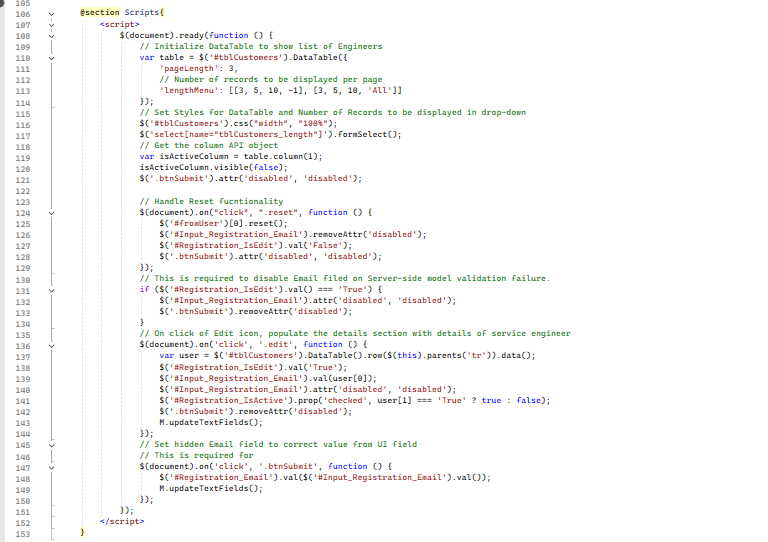 105
106 @section Scripts{
107 <script>
108 $(document).ready(function () {
109 // Initialize DataTable to show list of Engineers
110 var table = $('#tblCustomers').DataTable({
111 'pageLength': 3,
112 // Number of records to be displayed per page
113 'lengthMenu': [[3, 5, 10, -1], [3, 5, 10, 'All']]
114 });
115 // Set Styles for DataTable and Number of Records to be displayed in drop-down
116 $('#tblCustomers').css("width", "100%");
117 $('select[name="tblCustomers_length"]').formSelect();
118 // Get the column API object
119 var isActiveColumn = table.column(1);
120 isActiveColumn.visible(false);
121 $('.btnSubmit').attr('disabled', 'disabled');
122
123 // Handle Reset fucntionality
124 $(document).on("click", ".reset", function () {
125 $('#fromUser')[0].reset();
126 $('#Input_Registration_Email').removeAttr('disabled');
127 $('#Registration_IsEdit').val('False');
128 $('.btnSubmit').attr('disabled', 'disabled');
129 });
130 // This is required to disable Email filed on Server-side model validation failure.
131 if ($('#Registration_IsEdit').val() === 'True') {
132 $('#Input_Registration_Email').attr('disabled', 'disabled');
133 $('.btnSubmit').removeAttr('disabled');
134 }
135 // On click of Edit icon, populate the details section with details of service engineer
136 $(document).on('click', '.edit', function () {
137 var user = $('#tblCustomers').DataTable().row($(this).parents('tr')).data();
138 $('#Registration_IsEdit').val('True');
139 $('#Input_Registration_Email').val(user[0]);
140 $('#Input_Registration_Email').attr('disabled', 'disabled');
141 $('#Registration_IsActive').prop('checked', user[1] === 'True' ? true : false);
142 $('.btnSubmit').removeAttr('disabled');
143 M.updateTextFields();
144 });
145 // Set hidden Email field to correct value from UI field
146 // This is required for
147 $(document).on('click', '.btnSubmit', function () {
148 $('#Registration_Email').val($('#Input_Registration_Email').val());
149 M.updateTextFields();
150 });
151 });
152 </script>
153 }